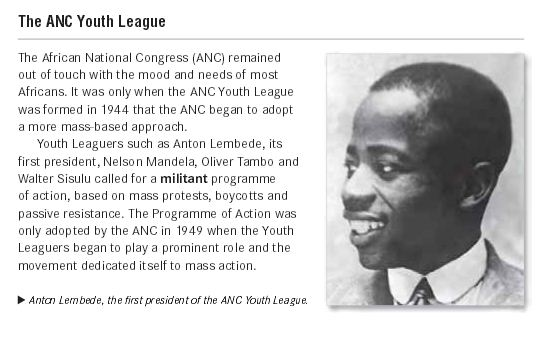 The ANC Youth League
The African National Congress (ANC) remained
out of touch with the mood and needs of most
Africans. It was only when the ANC Youth League
was formed in 1944 that the ANC began to adopt
a more mass-based approach.
Youth Leaguers such as Anton Lembede, its
first president, Nelson Mandela, Oliver Tambo and
Walter Sisulu called for a militant programme
of action, based on mass protests, boycotts and
passive resistance. The Programme of Action was
only adopted by the ANC in 1949 when the Youth
Leaguers began to play a prominent role and the
movement dedicated itself to mass action.
▶ Anton Lembede, the first president of the ANC Youth League.